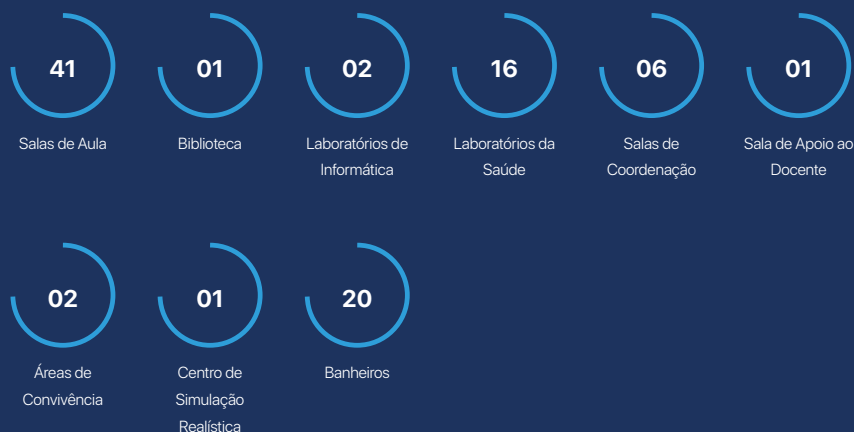 41
Salas de Aula
01
Biblioteca
02
Laboratórios de
Informática
16
Laboratórios da
Saúde
06
Salas de
Coordenação
01
Sala de Apoio ao
Docente
02
Áreas de
Convivência
01
Centro de
Simulação
Realística
20
Banheiros